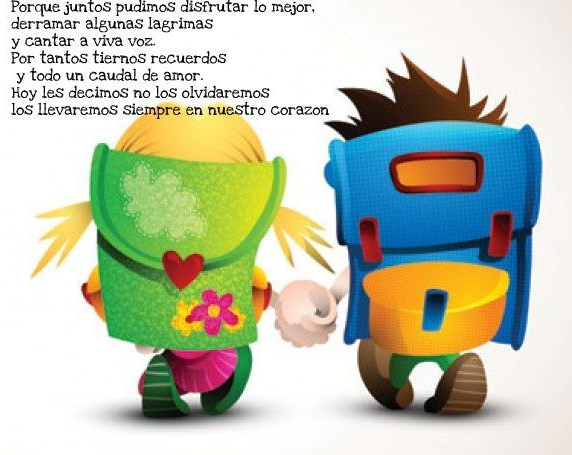 Porque juntos pudimos disfrutar lo mejor,
derramar algunas lagrimas
y cantar a viva voz.
Por tantos tiernos recuerdos
y todo un caudal de amor.
Hoy les decimos no los olvidaremos
los llevaremos siempre en nuestro corazon